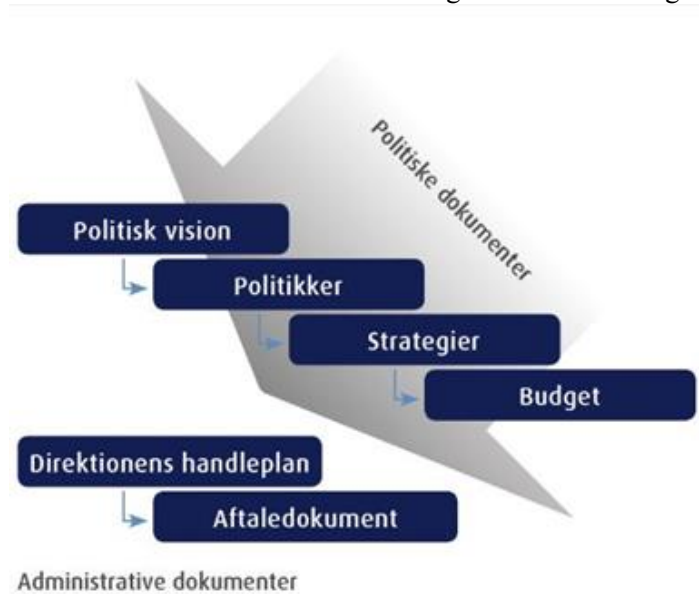 Politiske dokumenter
Politisk vision
Politikker
Strategier
Budget
Direktionens handleplan
Aftaledokument
Administrative dokumenter